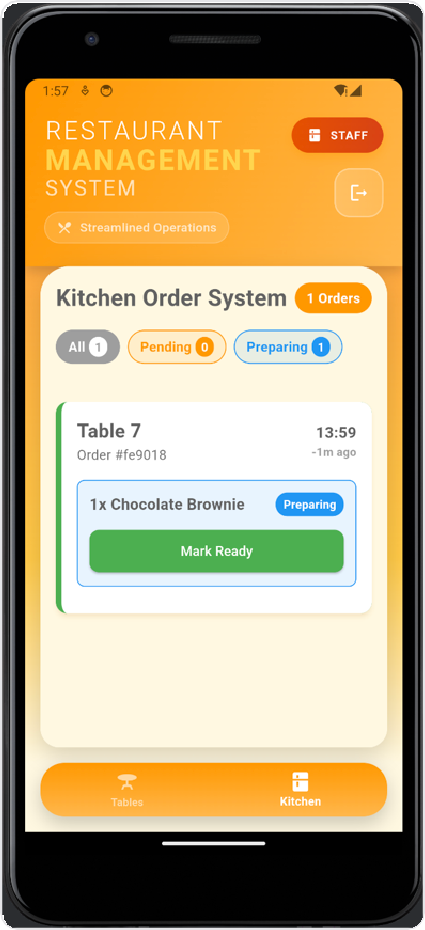 1:57
RESTAURANT
MANAGEMENT
SYSTEM
STAFF
Streamlined Operations
Kitchen Order System
1 Orders
All 1
Pending 0
Preparing 1
Table 7
13:59
Order #fe9018
-1m ago
1x Chocolate Brownie
Preparing
Mark Ready
Tables
Kitchen